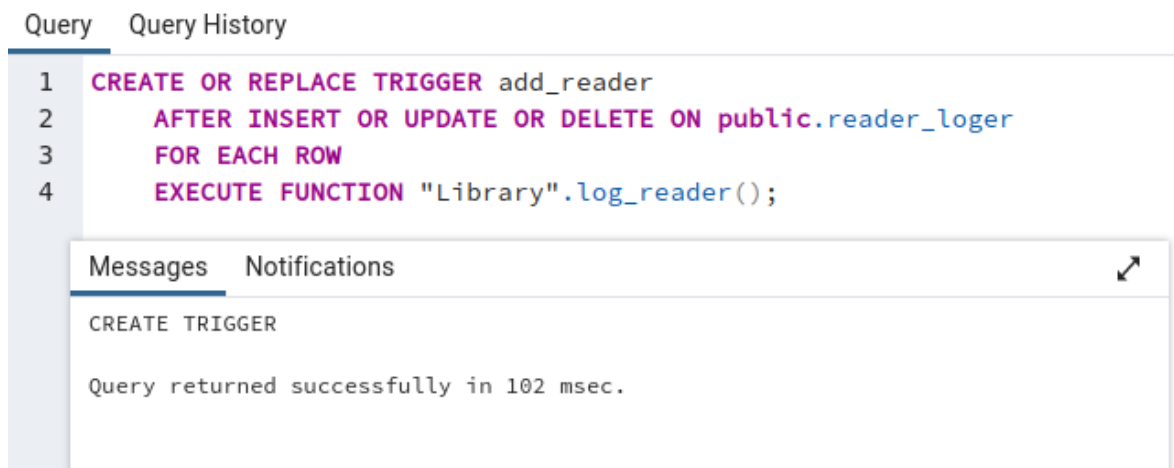 Query Query History
1 CREATE OR REPLACE TRIGGER add_reader
2 AFTER INSERT OR UPDATE OR DELETE ON public.reader_loger
3 FOR EACH ROW
4 EXECUTE FUNCTION "Library".log_reader();
Messages Notifications
CREATE TRIGGER
Query returned successfully in 102 msec.